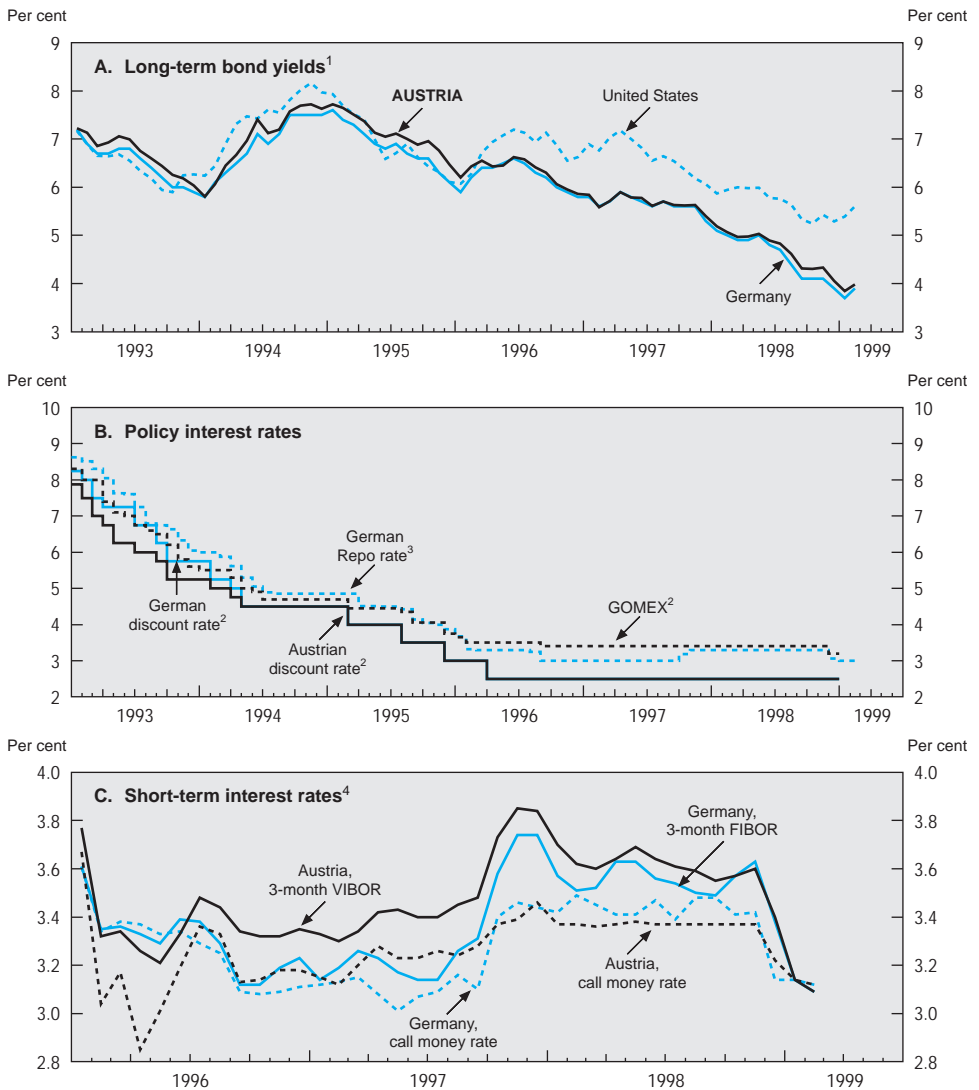 Per cent Per cent
9 9
A. Long-term bond yields1
8 AUSTRIA United States 8
7 7
6 6
5 5
4 Germany 4
3 3
1993 1994 1995 1996 1997 1998 1999
Per cent Per cent
10 10
9 B. Policy interest rates 9
8 8
7 7
6 German 6
Repo rate3
5 5
4 German GOMEX2 4
discount rate2
Austrian
3 discount rate2 3
2 2
1993 1994 1995 1996 1997 1998 1999
Per cent Per cent
4.0 4.0
C. Short-term interest rates4
Germany,
3.8 3-month FIBOR 3.8
Austria,
3-month VIBOR
3.6 3.6
3.4 3.4
3.2 Austria, 3.2
call money rate
3.0 Germany, 3.0
call money rate
2.8 2.8
1996 1997 1998 1999